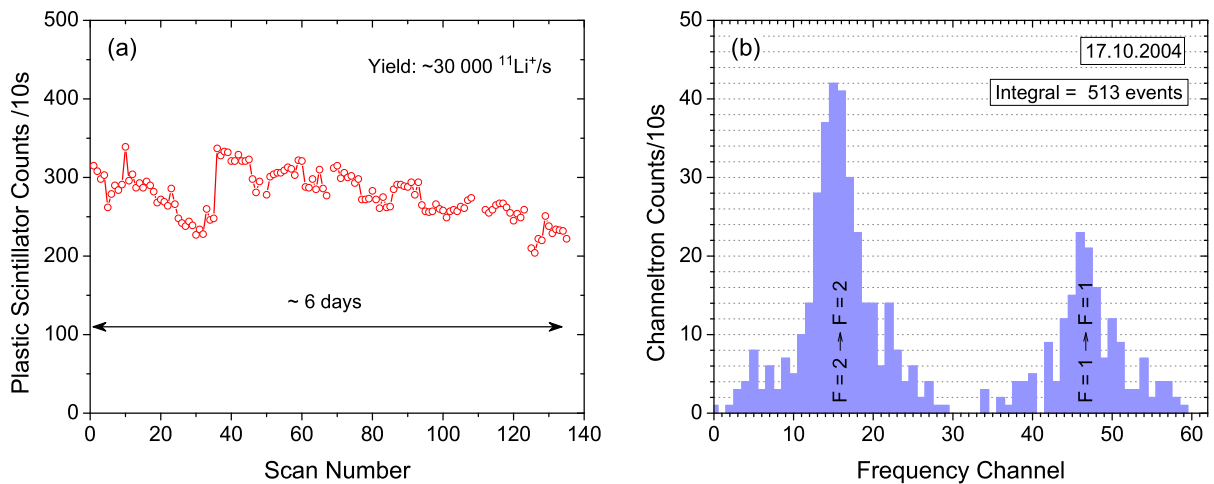 (a)
Yield: ~30 000 ¹¹Li⁺/s
~ 6 days
Plastic Scintillator Counts /10s
500
400
300
200
100
0
0 20 40 60 80 100 120 140
Scan Number
(b)
17.10.2004
Integral = 513 events
F = 2 → F = 2
F = 1 → F = 1
Channeltron Counts/10s
50
40
30
20
10
0
0 10 20 30 40 50 60
Frequency Channel